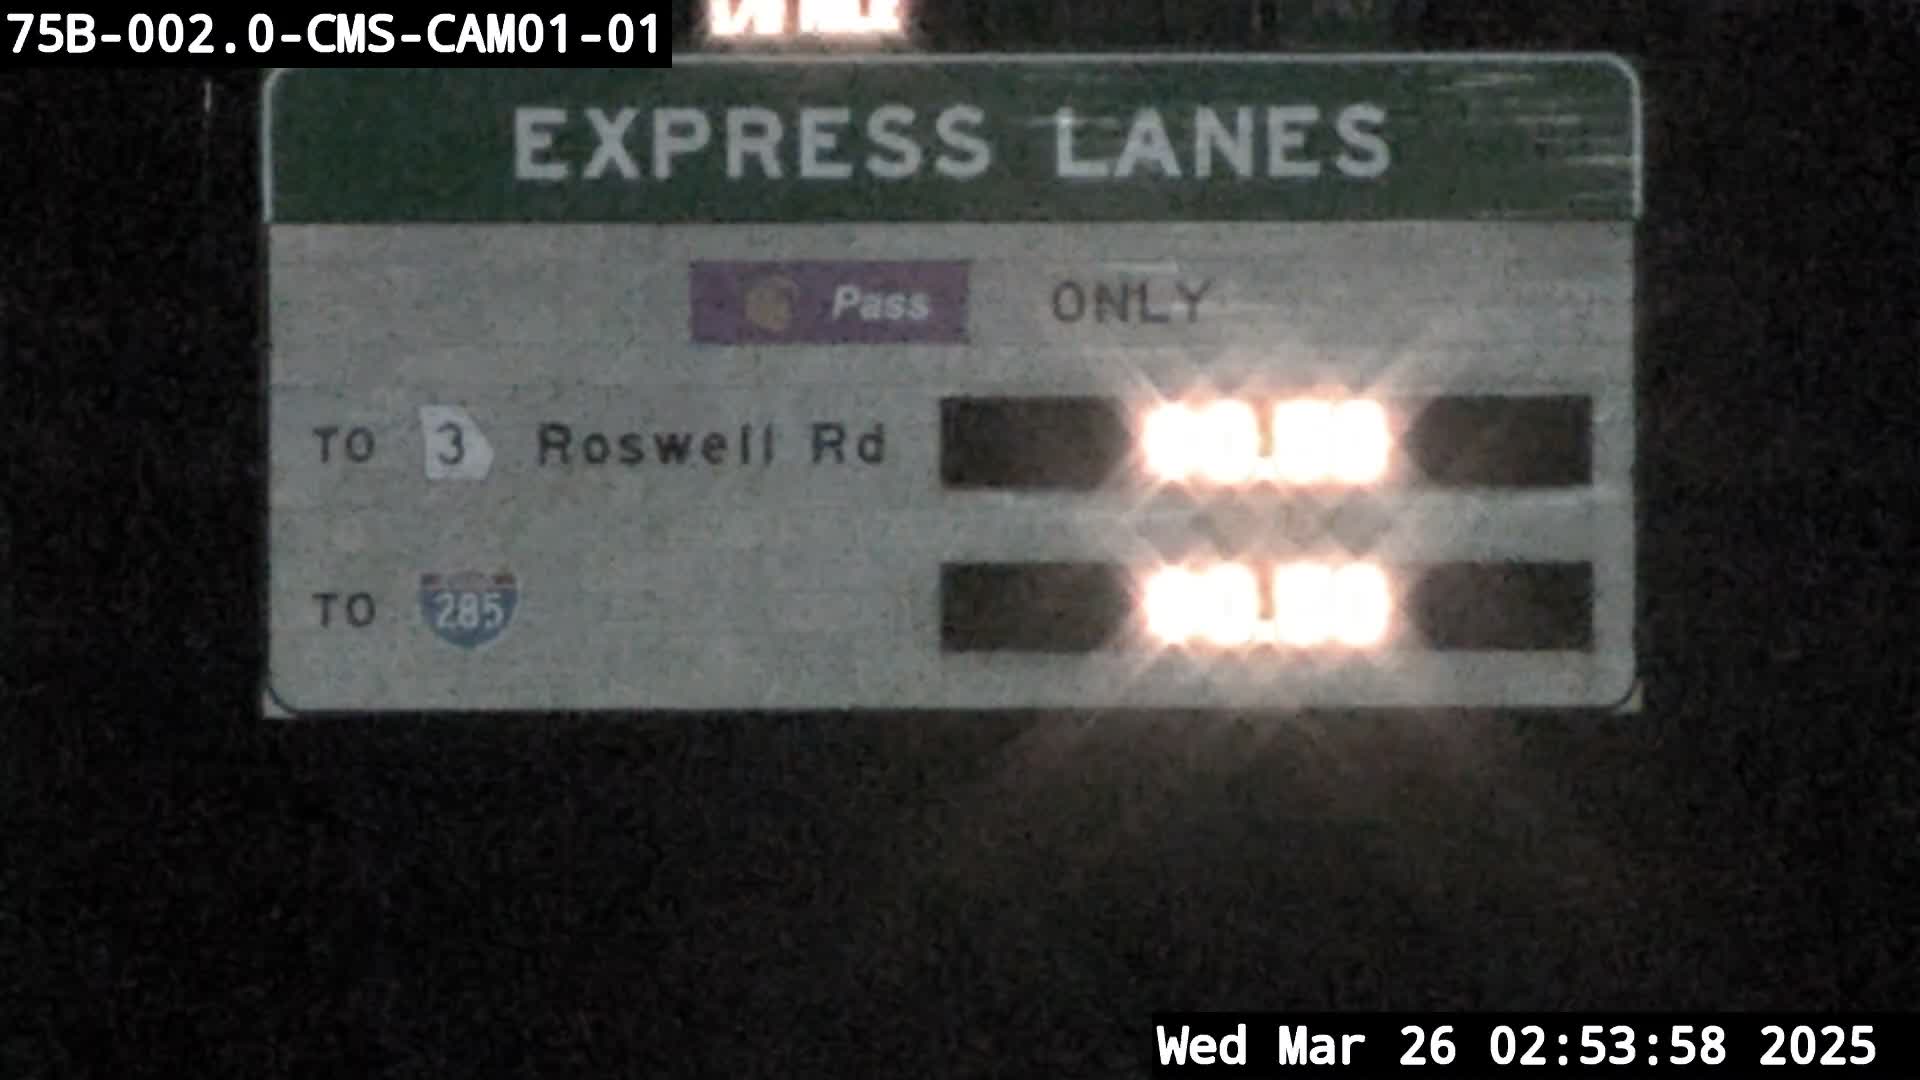 75B-002.0-CMS-CAM01-01
MILE
EXPRESS LANES
Pass ONLY
TO 3 Roswell Rd
TO 285
Wed Mar 26 02:53:58 2025